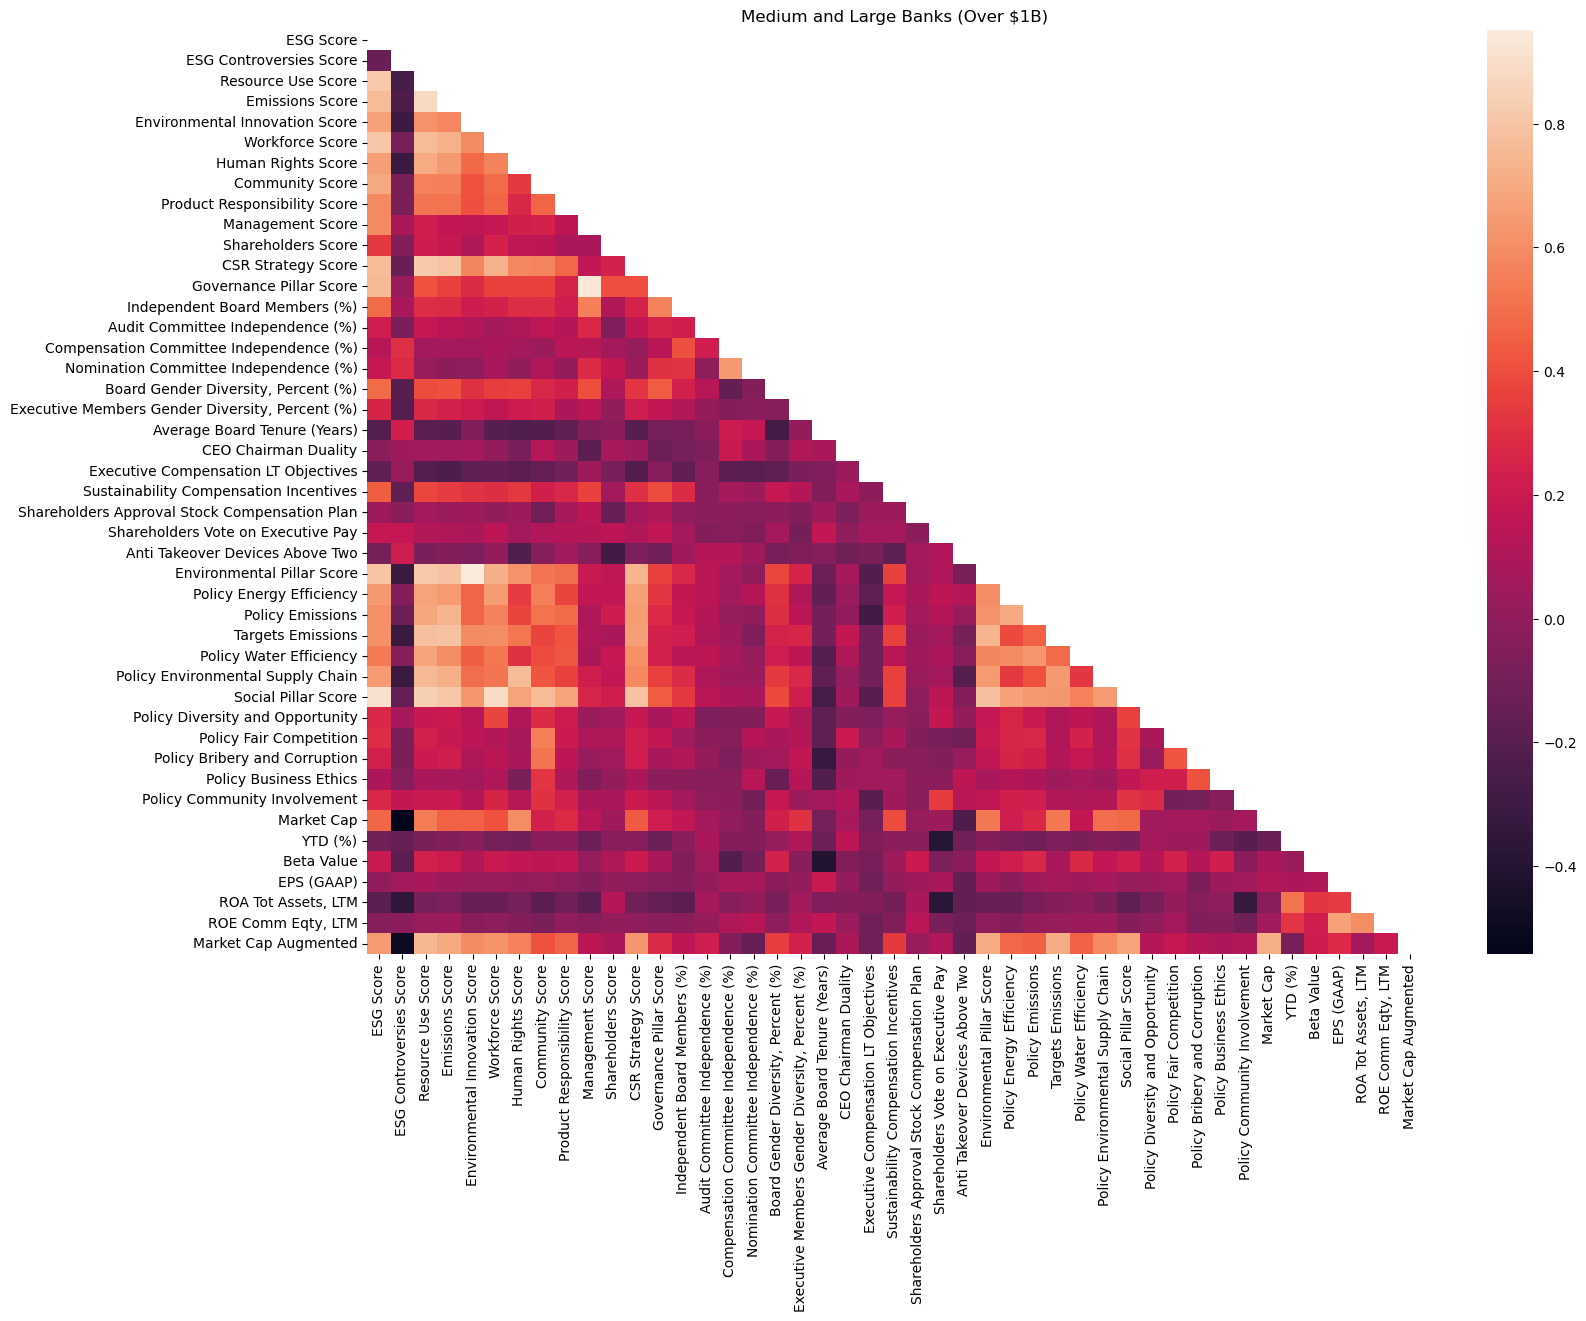 Medium and Large Banks (Over $1B)
ESG Score
ESG Controversies Score
Resource Use Score
Emissions Score
Environmental Innovation Score
Workforce Score
Human Rights Score
Community Score
Product Responsibility Score
Management Score
Shareholders Score
CSR Strategy Score
Governance Pillar Score
Independent Board Members (%)
Audit Committee Independence (%)
Compensation Committee Independence (%)
Nomination Committee Independence (%)
Board Gender Diversity, Percent (%)
Executive Members Gender Diversity, Percent (%)
Average Board Tenure (Years)
CEO Chairman Duality
Executive Compensation LT Objectives
Sustainability Compensation Incentives
Shareholders Approval Stock Compensation Plan
Shareholders Vote on Executive Pay
Anti Takeover Devices Above Two
Environmental Pillar Score
Policy Energy Efficiency
Policy Emissions
Targets Emissions
Policy Water Efficiency
Policy Environmental Supply Chain
Social Pillar Score
Policy Diversity and Opportunity
Policy Fair Competition
Policy Bribery and Corruption
Policy Business Ethics
Policy Community Involvement
Market Cap
YTD (%)
Beta Value
EPS (GAAP)
ROA Tot Assets, LTM
ROE Comm Eqty, LTM
Market Cap Augmented
ESG Score
ESG Controversies Score
Resource Use Score
Emissions Score
Environmental Innovation Score
Workforce Score
Human Rights Score
Community Score
Product Responsibility Score
Management Score
Shareholders Score
CSR Strategy Score
Governance Pillar Score
Independent Board Members (%)
Audit Committee Independence (%)
Compensation Committee Independence (%)
Nomination Committee Independence (%)
Board Gender Diversity, Percent (%)
Executive Members Gender Diversity, Percent (%)
Average Board Tenure (Years)
CEO Chairman Duality
Executive Compensation LT Objectives
Sustainability Compensation Incentives
Shareholders Approval Stock Compensation Plan
Shareholders Vote on Executive Pay
Anti Takeover Devices Above Two
Environmental Pillar Score
Policy Energy Efficiency
Policy Emissions
Targets Emissions
Policy Water Efficiency
Policy Environmental Supply Chain
Social Pillar Score
Policy Diversity and Opportunity
Policy Fair Competition
Policy Bribery and Corruption
Policy Business Ethics
Policy Community Involvement
Market Cap
YTD (%)
Beta Value
EPS (GAAP)
ROA Tot Assets, LTM
ROE Comm Eqty, LTM
Market Cap Augmented
0.8
0.6
0.4
0.2
0.0
−0.2
−0.4